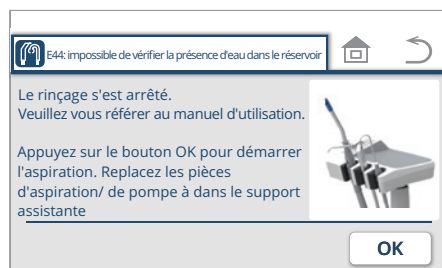 E44: impossible de vérifier la présence d'eau dans le réservoir
Le rinçage s'est arrêté.
Veuillez vous référer au manuel d'utilisation.
Appuyez sur le bouton OK pour démarrer
l'aspiration. Replacez les pièces
d'aspiration/ de pompe à dans le support
assistante
OK